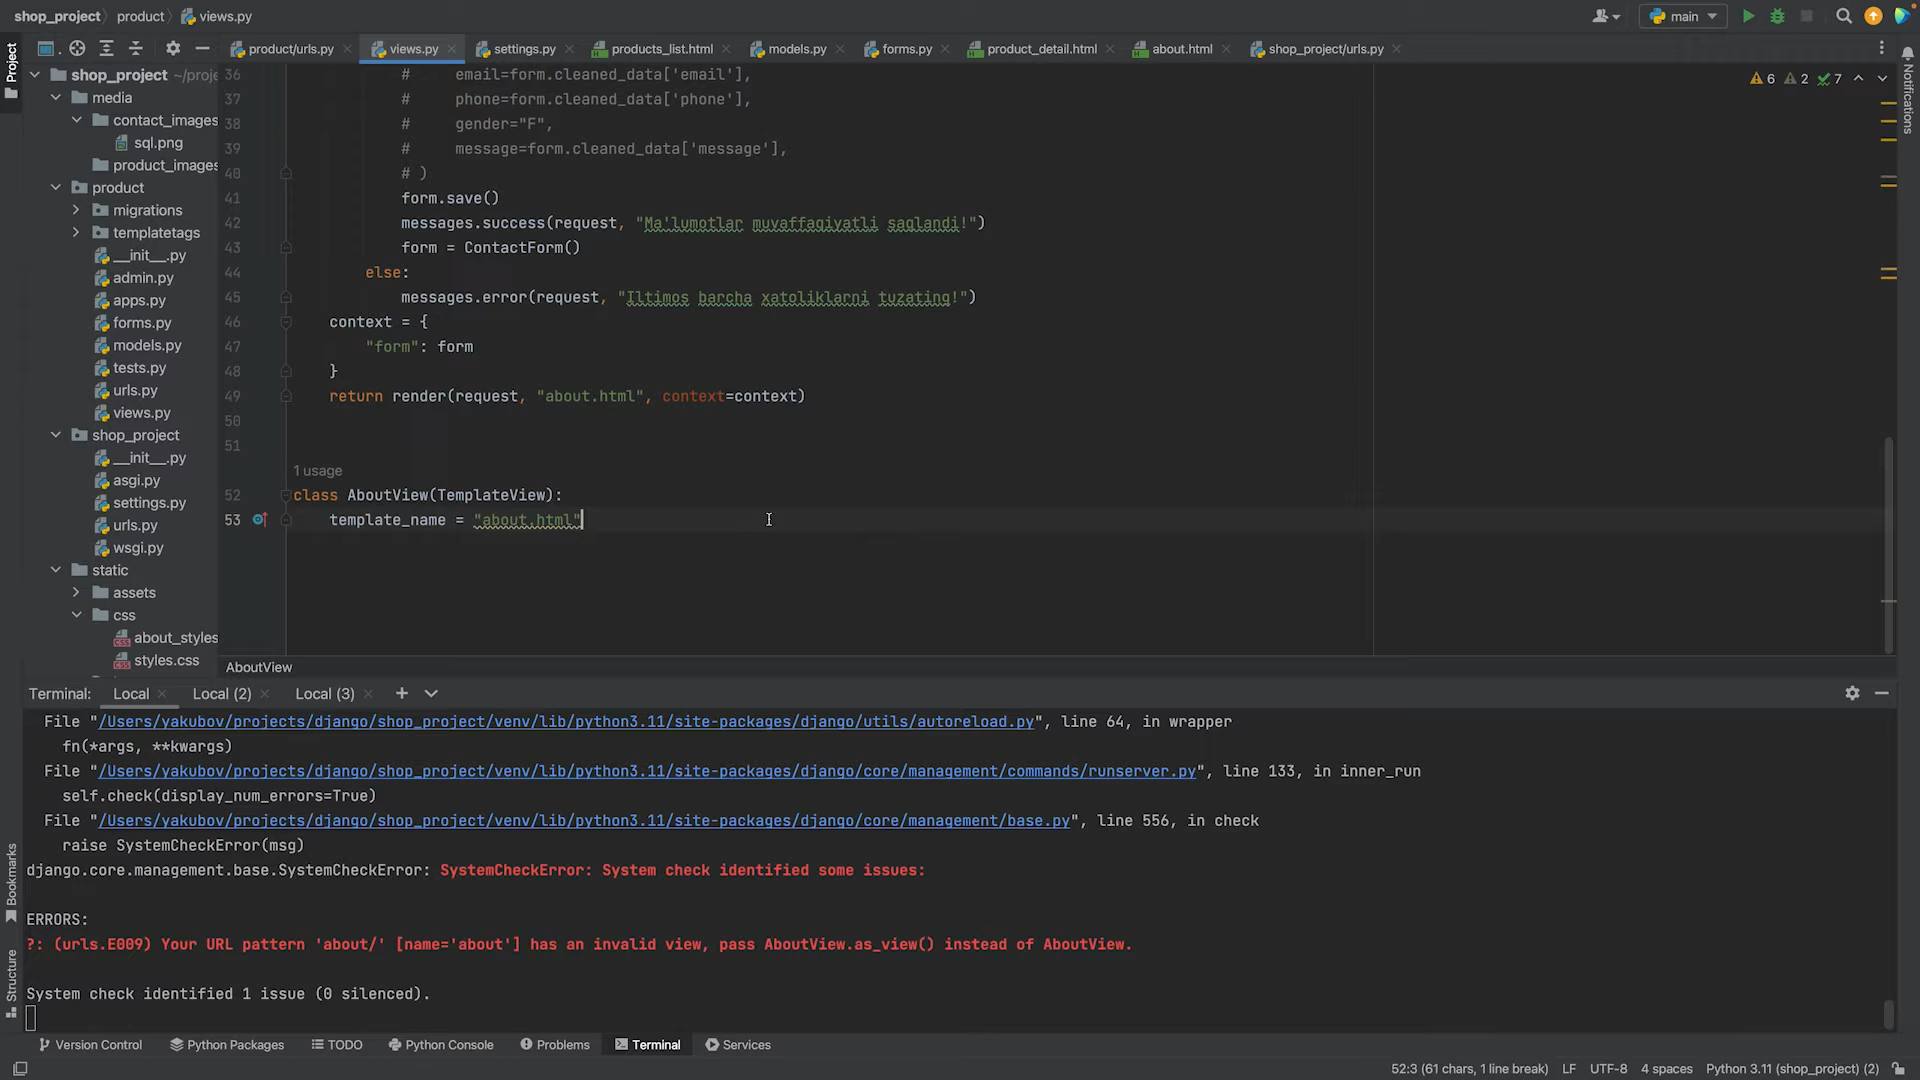 shop_project product views.py
main
Project
product/urls.py views.py settings.py products_list.html models.py forms.py product_detail.html about.html shop_project/urls.py
Notifications
shop_project ~/proje
media
contact_images
sql.png
product_images
product
migrations
templatetags
__init__.py
admin.py
apps.py
forms.py
models.py
tests.py
urls.py
views.py
shop_project
__init__.py
asgi.py
settings.py
urls.py
wsgi.py
static
assets
css
about_styles
styles.css
6 2 7
36 # email=form.cleaned_data['email'],
37 # phone=form.cleaned_data['phone'],
38 # gender="F",
39 # message=form.cleaned_data['message'],
40 # )
41 form.save()
42 messages.success(request, "Ma'lumotlar muvaffaqiyatli saqlandi!")
43 form = ContactForm()
44 else:
45 messages.error(request, "Iltimos barcha xatoliklarni tuzating!")
46 context = {
47 "form": form
48 }
49 return render(request, "about.html", context=context)
50
51
1 usage
52 class AboutView(TemplateView):
53 template_name = "about.html"
AboutView
Terminal: Local Local (2) Local (3)
File "/Users/yakubov/projects/django/shop_project/venv/lib/python3.11/site-packages/django/utils/autoreload.py", line 64, in wrapper
fn(*args, **kwargs)
File "/Users/yakubov/projects/django/shop_project/venv/lib/python3.11/site-packages/django/core/management/commands/runserver.py", line 133, in inner_run
self.check(display_num_errors=True)
File "/Users/yakubov/projects/django/shop_project/venv/lib/python3.11/site-packages/django/core/management/base.py", line 556, in check
raise SystemCheckError(msg)
django.core.management.base.SystemCheckError: SystemCheckError: System check identified some issues:
ERRORS:
?: (urls.E009) Your URL pattern 'about/' [name='about'] has an invalid view, pass AboutView.as_view() instead of AboutView.
System check identified 1 issue (0 silenced).
Bookmarks
Structure
Version Control Python Packages TODO Python Console Problems Terminal Services
52:3 (61 chars, 1 line break) LF UTF-8 4 spaces Python 3.11 (shop_project) (2)